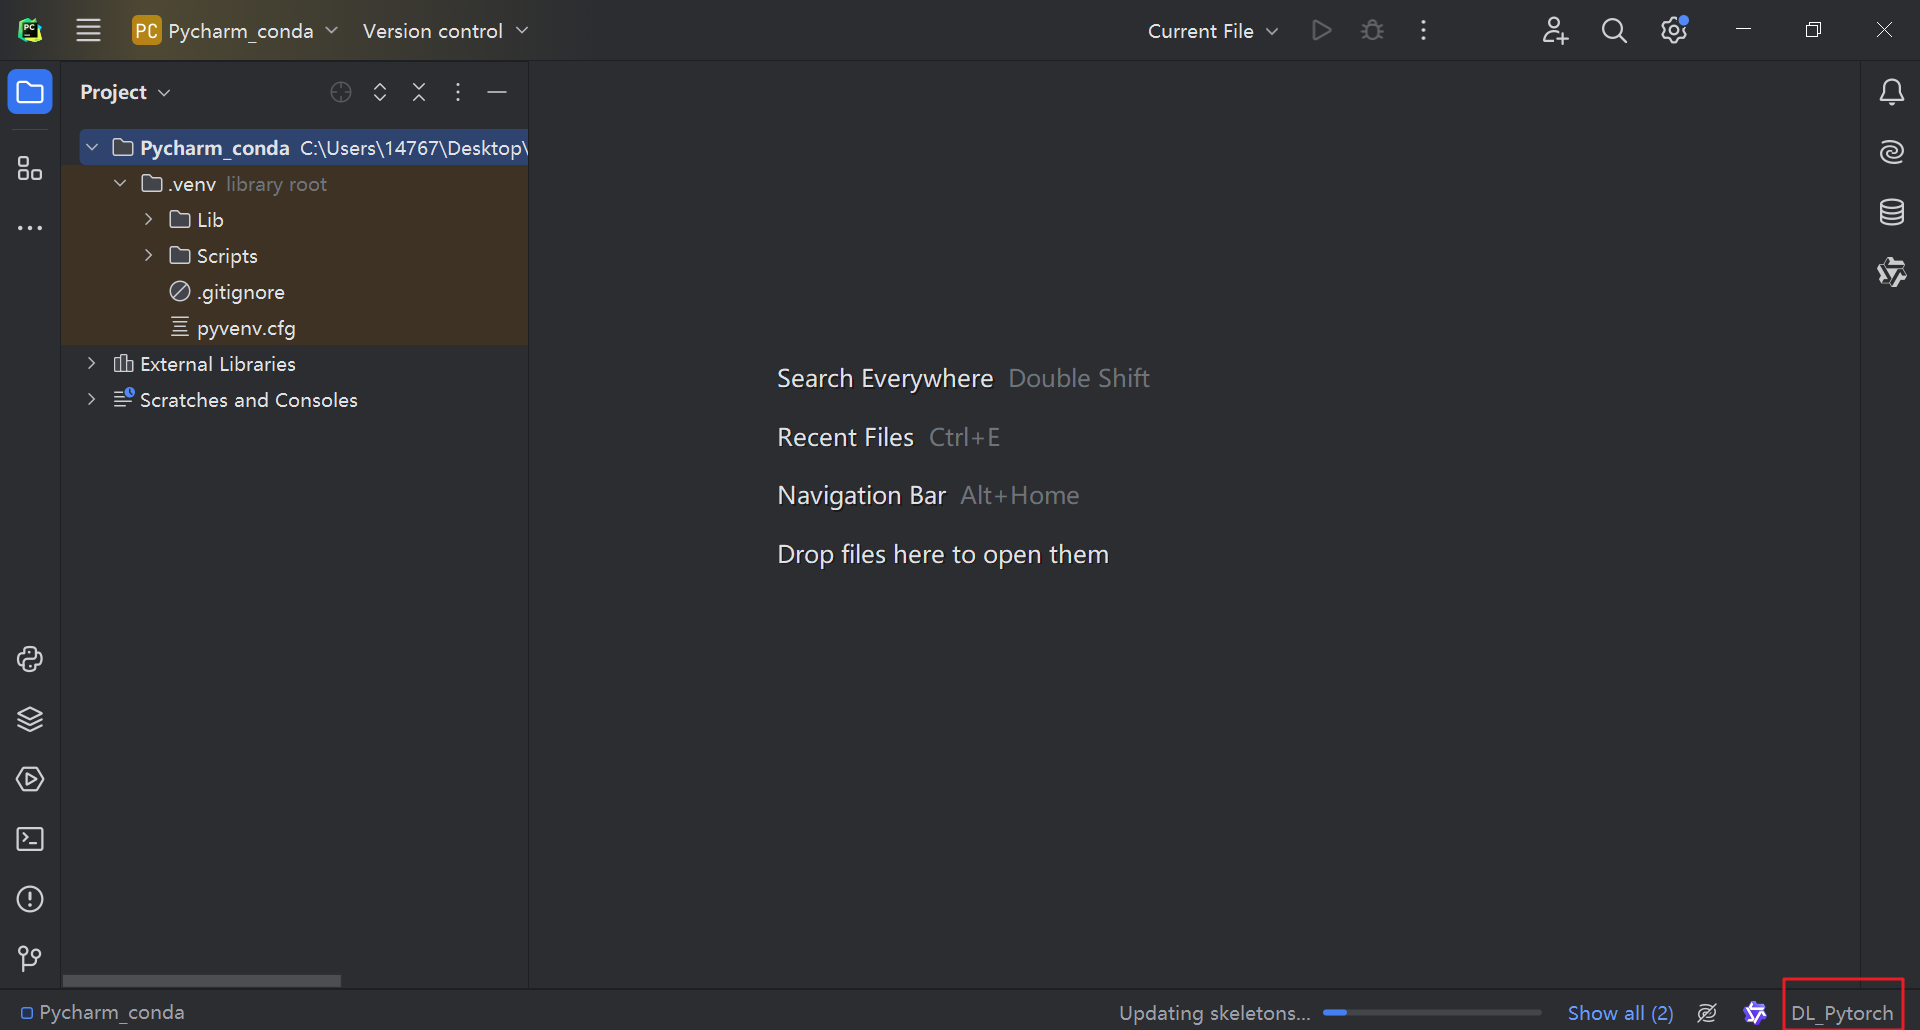 PC Pycharm_conda Version control Current File
Project
Pycharm_conda C:\Users\14767\Desktop\
.venv library root
Lib
Scripts
.gitignore
pyvenv.cfg
External Libraries
Scratches and Consoles
Search Everywhere Double Shift
Recent Files Ctrl+E
Navigation Bar Alt+Home
Drop files here to open them
Pycharm_conda Updating skeletons... Show all (2) DL_Pytorch